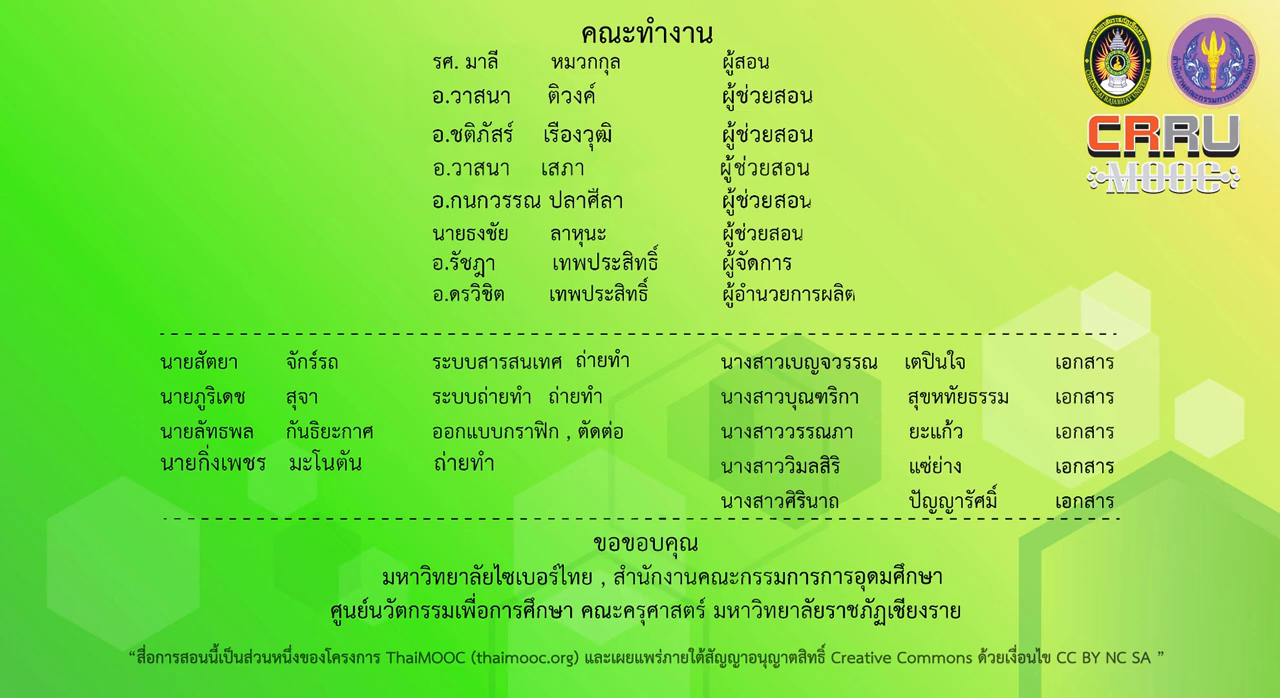 คณะทำงาน
รศ. มาลี หมวกกุล ผู้สอน
อ.วาสนา ติวงค์ ผู้ช่วยสอน
อ.ชติภัสร์ เรืองวุฒิ ผู้ช่วยสอน
อ.วาสนา เสภา ผู้ช่วยสอน
อ.กนกวรรณ ปลาศีลา ผู้ช่วยสอน
นายธงชัย ลาหุนะ ผู้ช่วยสอน
อ.รัชฎา เทพประสิทธิ์ ผู้จัดการ
อ.ดรวิชิต เทพประสิทธิ์ ผู้อำนวยการผลิต
CRRU
MOOC
นายสัตยา จักร์รถ ระบบสารสนเทศ ถ่ายทำ นางสาวเบญจวรรณ เตปินใจ เอกสาร
นายภูริเดช สุจา ระบบถ่ายทำ ถ่ายทำ นางสาวบุณฑริกา สุขหทัยธรรม เอกสาร
นายลัทธพล กันธิยะกาศ ออกแบบกราฟิก , ตัดต่อ นางสาววรรณภา ยะแก้ว เอกสาร
นายกิ่งเพชร มะโนตัน ถ่ายทำ นางสาววิมลสิริ แซ่ย่าง เอกสาร
นางสาวศิรินาถ ปัญญารัศมิ์ เอกสาร
ขอขอบคุณ
มหาวิทยาลัยไซเบอร์ไทย , สำนักงานคณะกรรมการการอุดมศึกษา
ศูนย์นวัตกรรมเพื่อการศึกษา คณะครุศาสตร์ มหาวิทยาลัยราชภัฏเชียงราย
“สื่อการสอนนี้เป็นส่วนหนึ่งของโครงการ ThaiMOOC (thaimooc.org) และเผยแพร่ภายใต้สัญญาอนุญาตสิทธิ์ Creative Commons ด้วยเงื่อนไข CC BY NC SA ”